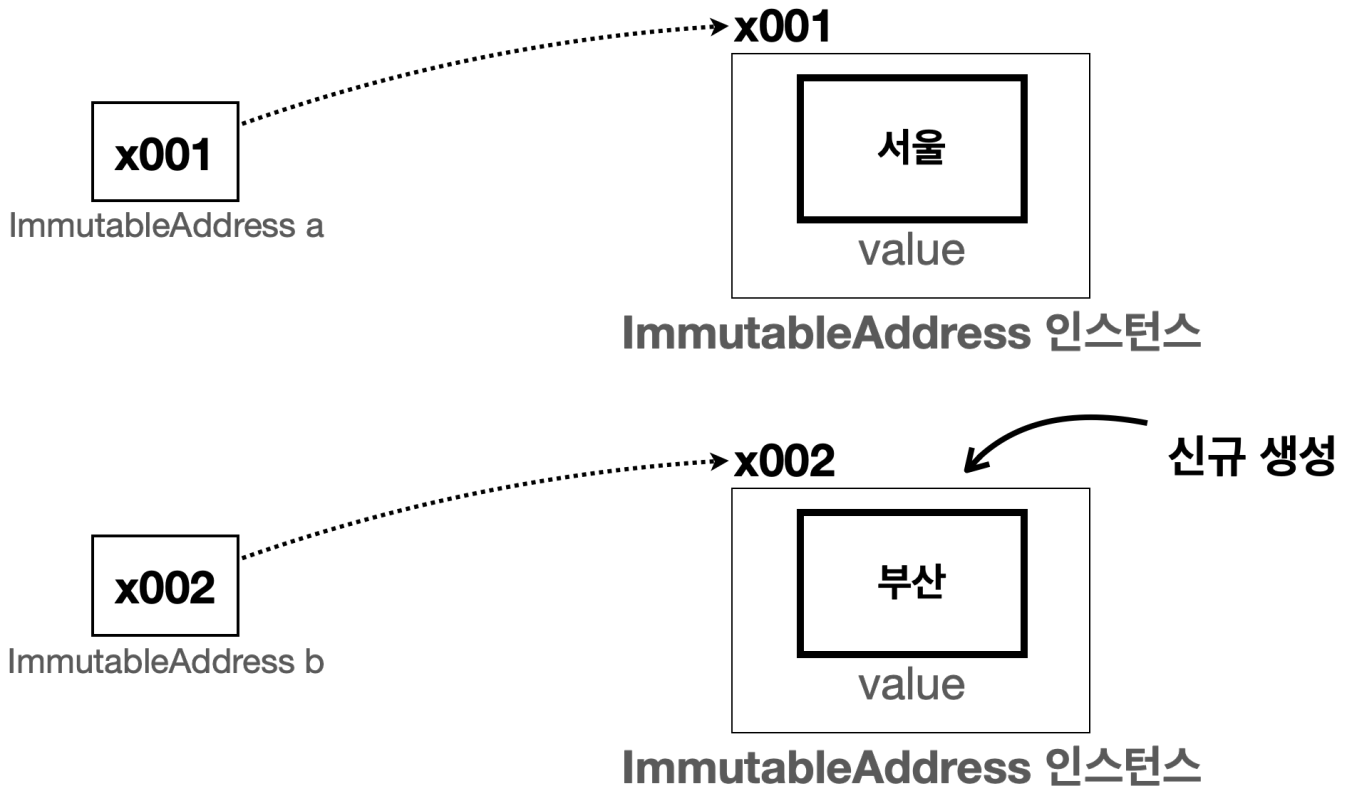 x001
x001
ImmutableAddress a
서울
value
ImmutableAddress 인스턴스
x002
신규 생성
x002
ImmutableAddress b
부산
value
ImmutableAddress 인스턴스